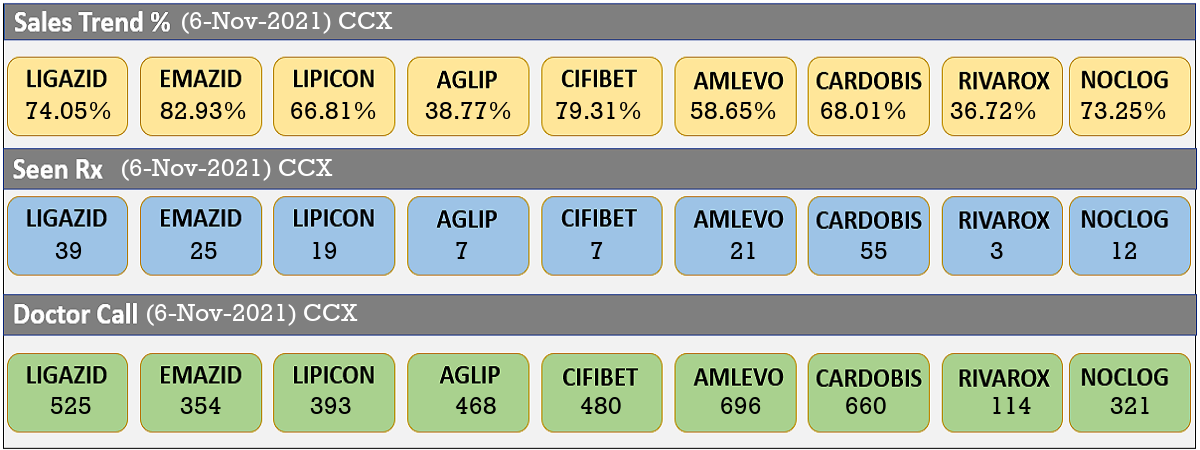 Sales Trend % (6-Nov-2021) CCX
LIGAZID EMAZID LIPICON AGLIP CIFIBET AMLEVO CARDOBIS RIVAROX NOCLOG
74.05% 82.93% 66.81% 38.77% 79.31% 58.65% 68.01% 36.72% 73.25%
Seen Rx (6-Nov-2021) CCX
LIGAZID EMAZID LIPICON AGLIP CIFIBET AMLEVO CARDOBIS RIVAROX NOCLOG
39 25 19 7 7 21 55 3 12
Doctor Call (6-Nov-2021) CCX
LIGAZID EMAZID LIPICON AGLIP CIFIBET AMLEVO CARDOBIS RIVAROX NOCLOG
525 354 393 468 480 696 660 114 321